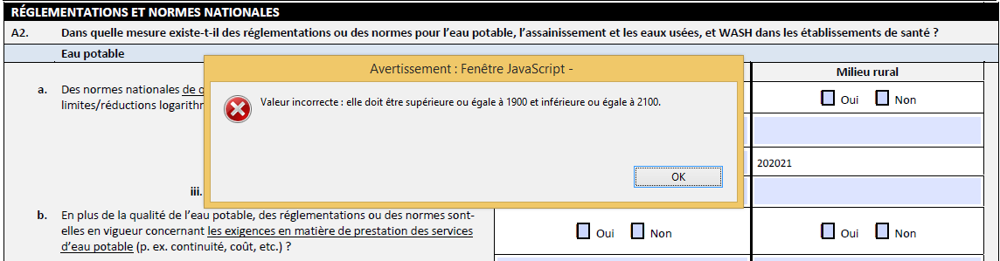 RÉGLEMENTATIONS ET NORMES NATIONALES
A2. Dans quelle mesure existe-t-il des réglementations ou des normes pour l'eau potable, l'assainissement et les eaux usées, et WASH dans les établissements de santé ?
Eau potable
Avertissement : Fenêtre JavaScript -
Milieu rural
a. Des normes nationales de
limites/réductions
Oui Non
Valeur incorrecte : elle doit être supérieure ou égale à 1900 et inférieure ou égale à 2100.
202021
OK
iii.
b. En plus de la qualité de l'eau potable, des réglementations ou des normes sont-
elles en vigueur concernant les exigences en matière de prestation des services
d'eau potable (p. ex. continuité, coût, etc.) ?
Oui Non
Oui Non